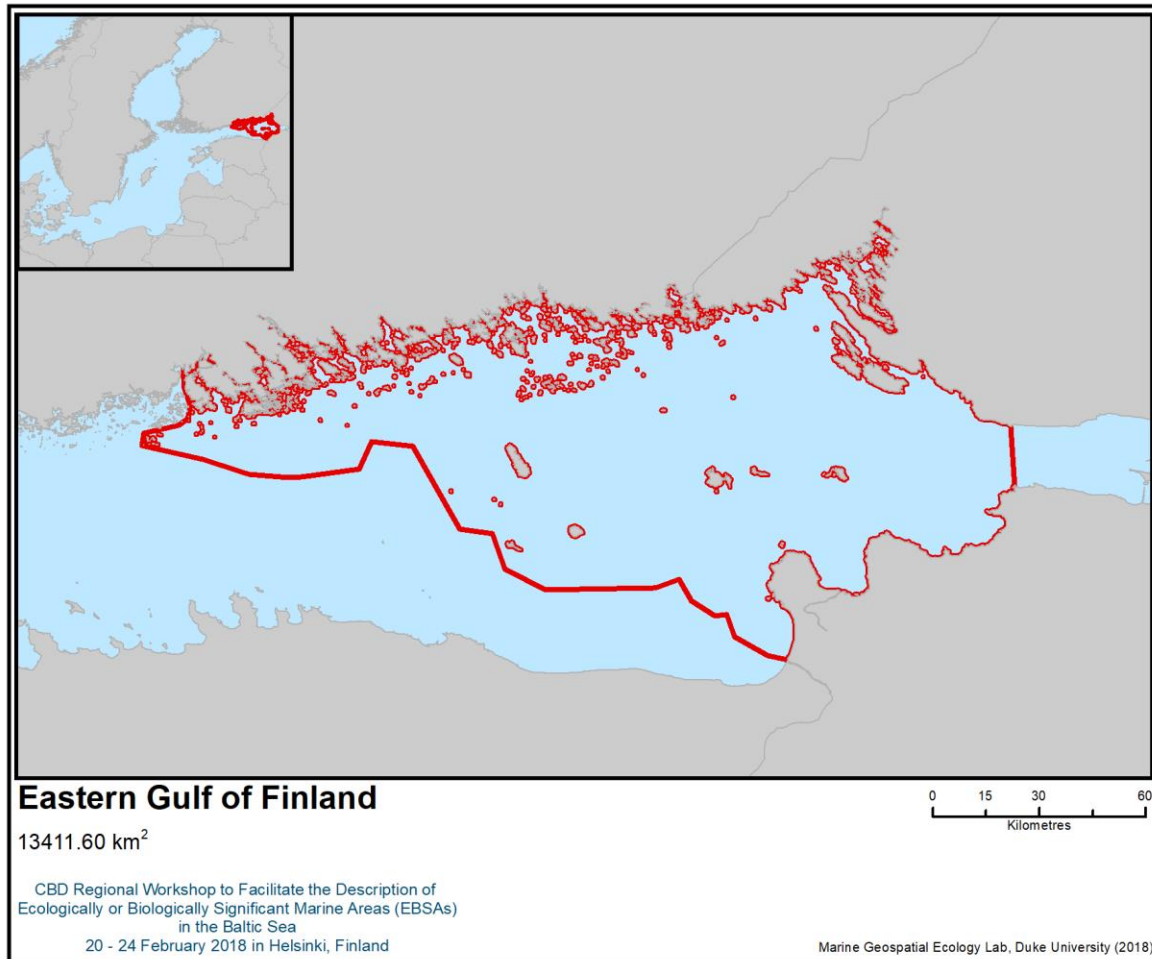 Eastern Gulf of Finland
13411.60 km²
0 15 30 60
Kilometres
CBD Regional Workshop to Facilitate the Description of
Ecologically or Biologically Significant Marine Areas (EBSAs)
in the Baltic Sea
20 - 24 February 2018 in Helsinki, Finland
Marine Geospatial Ecology Lab, Duke University (2018)